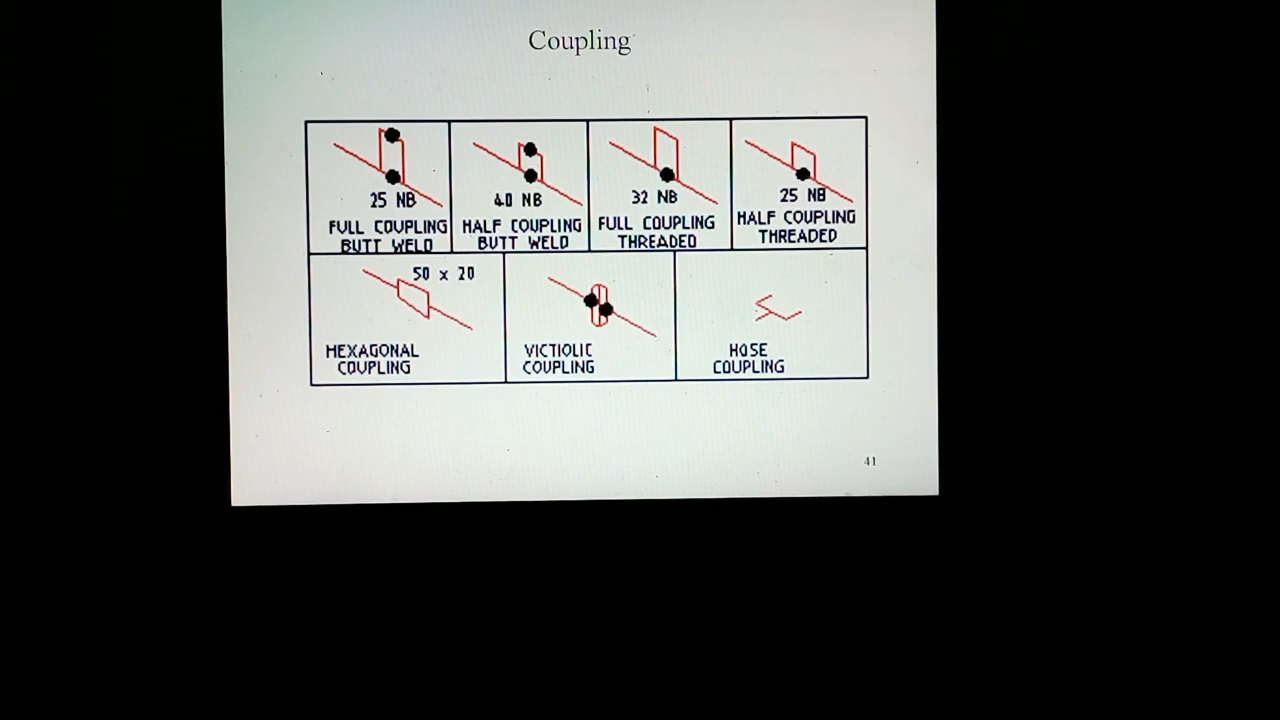 Coupling
25 NB
FULL COUPLING
BUTT WELD
40 NB
HALF COUPLING
BUTT WELD
32 NB
FULL COUPLING
THREADED
25 NB
HALF COUPLING
THREADED
50 x 20
HEXAGONAL
COUPLING
VICTIOLIC
COUPLING
HOSE
COUPLING
41